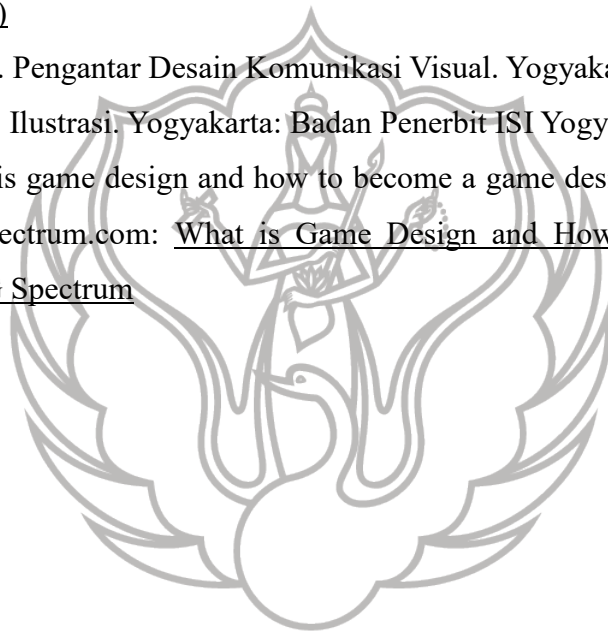 )
. Pengantar Desain Komunikasi Visual. Yogyaka
Ilustrasi. Yogyakarta: Badan Penerbit ISI Yogy
is game design and how to become a game des
ectrum.com: What is Game Design and How
Spectrum